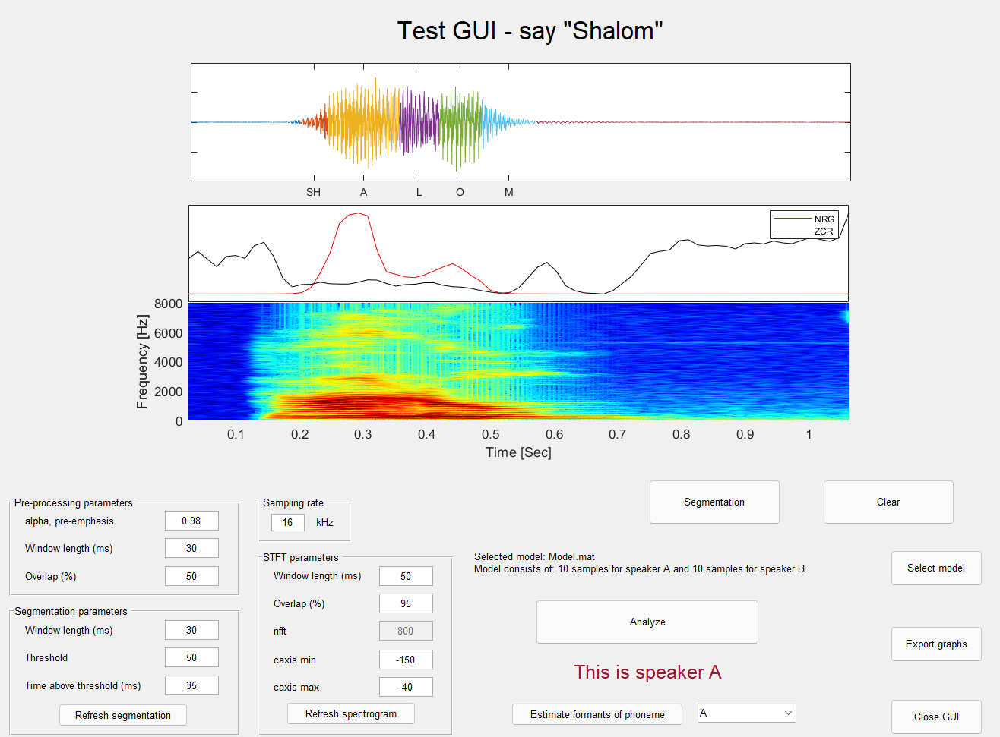 Test GUI - say "Shalom"
SH A L O M
NRG
ZCR
8000
6000
4000
2000
0
Frequency [Hz]
0.1 0.2 0.3 0.4 0.5 0.6 0.7 0.8 0.9 1
Time [Sec]
Segmentation
Clear
Pre-processing parameters
alpha, pre-emphasis 0.98
Window length (ms) 30
Overlap (%) 50
Segmentation parameters
Window length (ms) 30
Threshold 50
Time above threshold (ms) 35
Refresh segmentation
Sampling rate
16 kHz
STFT parameters
Window length (ms) 50
Overlap (%) 95
nfft 800
caxis min -150
caxis max -40
Refresh spectrogram
Selected model: Model.mat
Model consists of: 10 samples for speaker A and 10 samples for speaker B
Analyze
This is speaker A
Estimate formants of phoneme A
Select model
Export graphs
Close GUI